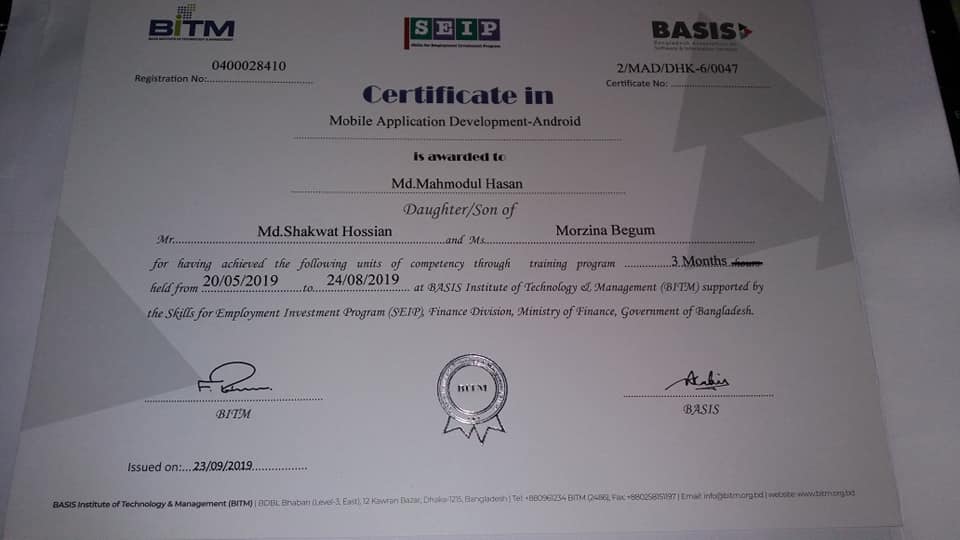 BITM
BASIS INSTITUTE OF TECHNOLOGY & MANAGEMENT
SEIP
Skills for Employment Investment Program
BASIS
Bangladesh Association of
Software & Information Services
0400028410
Registration No:
2/MAD/DHK-6/0047
Certificate No:
Certificate in
Mobile Application Development-Android
is awarded to
Md.Mahmodul Hasan
Daughter/Son of
Mr. Md.Shakwat Hossian and Ms. Morzina Begum
for having achieved the following units of competency through training program 3 Months hours
held from 20/05/2019 to 24/08/2019 at BASIS Institute of Technology & Management (BITM) supported by
the Skills for Employment Investment Program (SEIP), Finance Division, Ministry of Finance, Government of Bangladesh.
BITM
BITM
BASIS
Issued on: 23/09/2019
BASIS Institute of Technology & Management (BITM) | BDBL Bhaban (Level-3, East), 12 Kawran Bazar, Dhaka-1215, Bangladesh | Tel: +880961234 BITM (2486), Fax: +880258151197 | Email: info@bitm.org.bd | website: www.bitm.org.bd